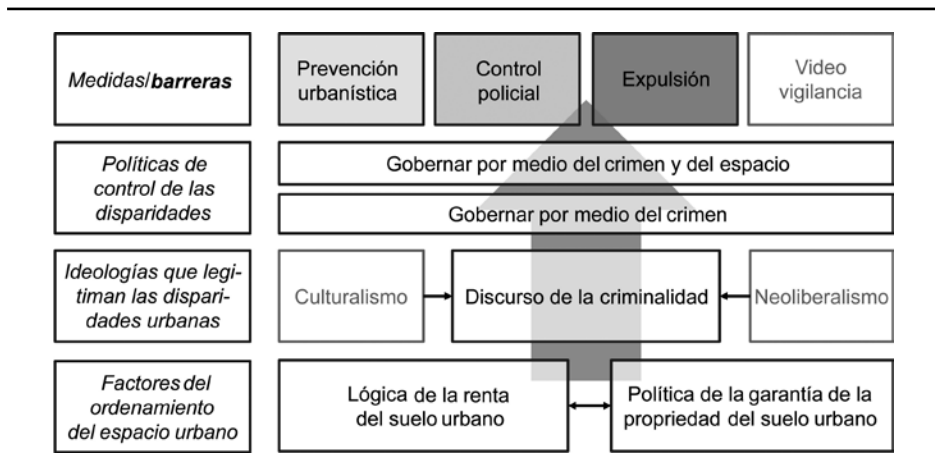 Medidas/barreras
Prevención
urbanística
Control
policial
Expulsión
Video
vigilancia
Políticas de
control de las
disparidades
Gobernar por medio del crimen y del espacio
Gobernar por medio del crimen
Ideologías que legi-
timan las dispari-
dades urbanas
Culturalismo
Discurso de la criminalidad
Neoliberalismo
Factores del
ordenamiento
del espacio urbano
Lógica de la renta
del suelo urbano
Política de la garantía de la
propriedad del suelo urbano